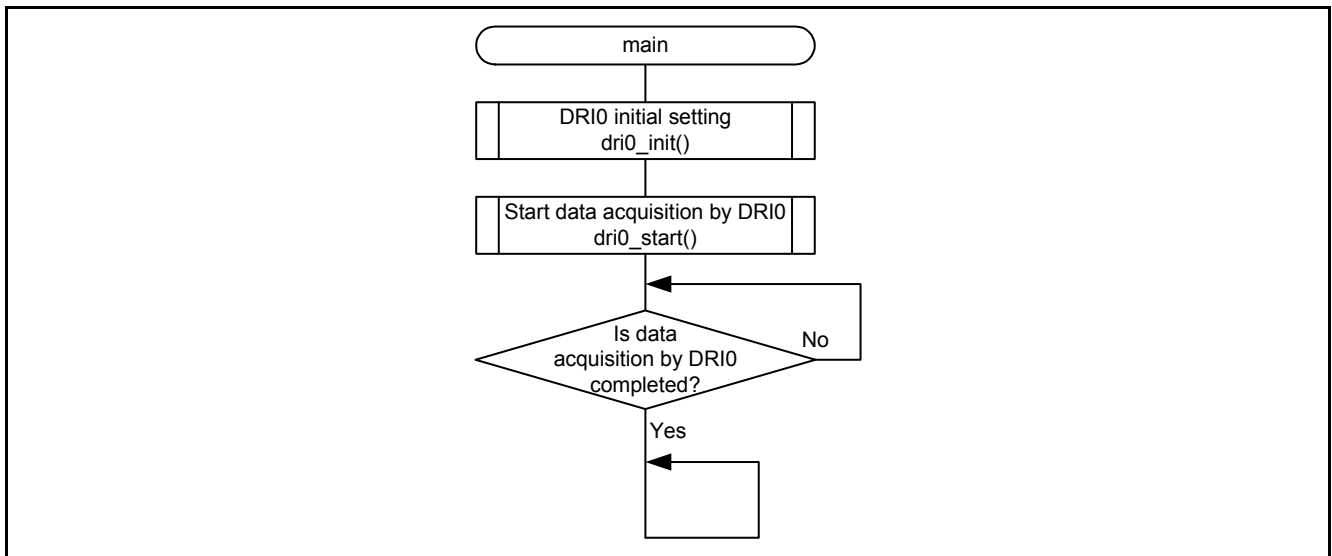 main
DRI0 initial setting
dri0_init()
Start data acquisition by DRI0
dri0_start()
Is data
acquisition by DRI0
completed?
No
Yes